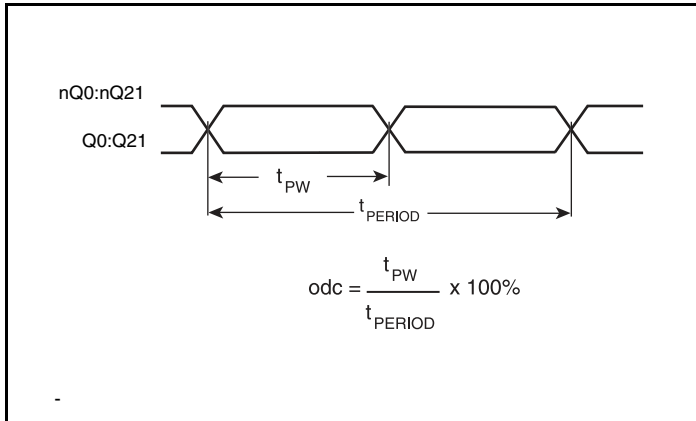 nQ0:nQ21
Q0:Q21
tPW
tPERIOD
odc = tPW / tPERIOD x 100%
-